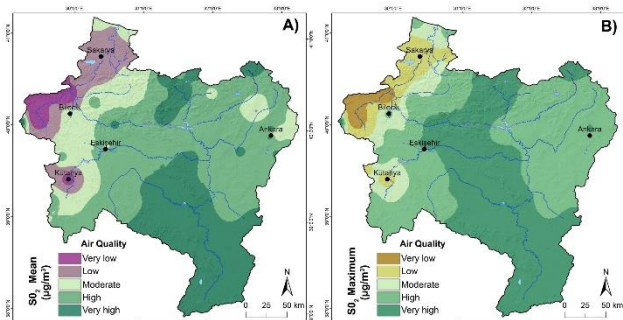 A)
Sakarya
Bilecik
Ankara
Eskişehir
Kütahya
SO₂ Mean
(µg/m³)
Air Quality
Very low
Low
Moderate
High
Very high
N
0 25 50 km
B)
Sakarya
Bilecik
Ankara
Eskişehir
Kütahya
SO₂ Maximum
(µg/m³)
Air Quality
Very low
Low
Moderate
High
Very high
N
0 25 50 km